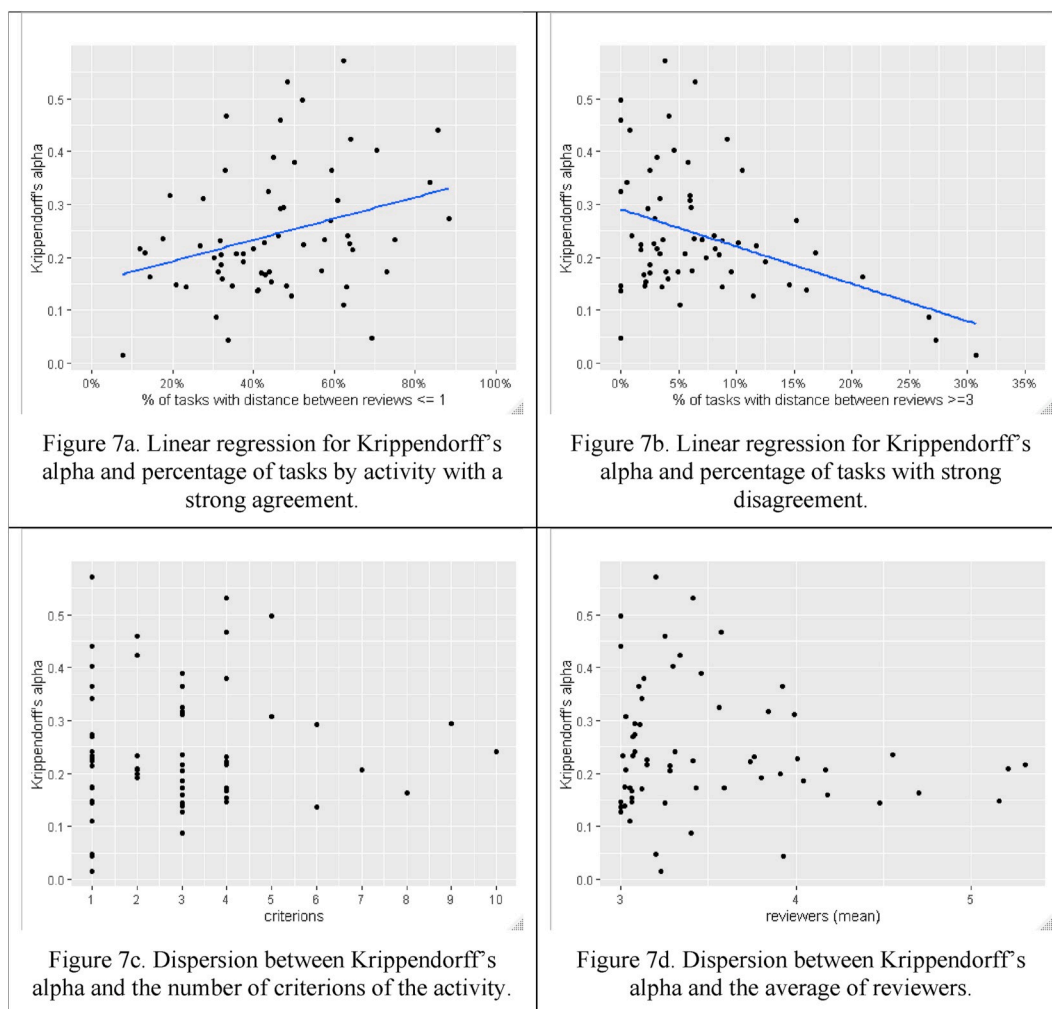 Krippendorff's alpha
0.5
0.4
0.3
0.2
0.1
0.0
0% 20% 40% 60% 80% 100%
% of tasks with distance between reviews <= 1
Figure 7a. Linear regression for Krippendorff's
alpha and percentage of tasks by activity with a
strong agreement.
Krippendorff's alpha
0.5
0.4
0.3
0.2
0.1
0.0
0% 5% 10% 15% 20% 25% 30% 35%
% of tasks with distance between reviews >=3
Figure 7b. Linear regression for Krippendorff's
alpha and percentage of tasks with strong
disagreement.
Krippendorff's alpha
0.5
0.4
0.3
0.2
0.1
0.0
1 2 3 4 5 6 7 8 9 10
criterions
Figure 7c. Dispersion between Krippendorff's
alpha and the number of criterions of the activity.
Krippendorff's alpha
0.5
0.4
0.3
0.2
0.1
0.0
3 4 5
reviewers (mean)
Figure 7d. Dispersion between Krippendorff's
alpha and the average of reviewers.